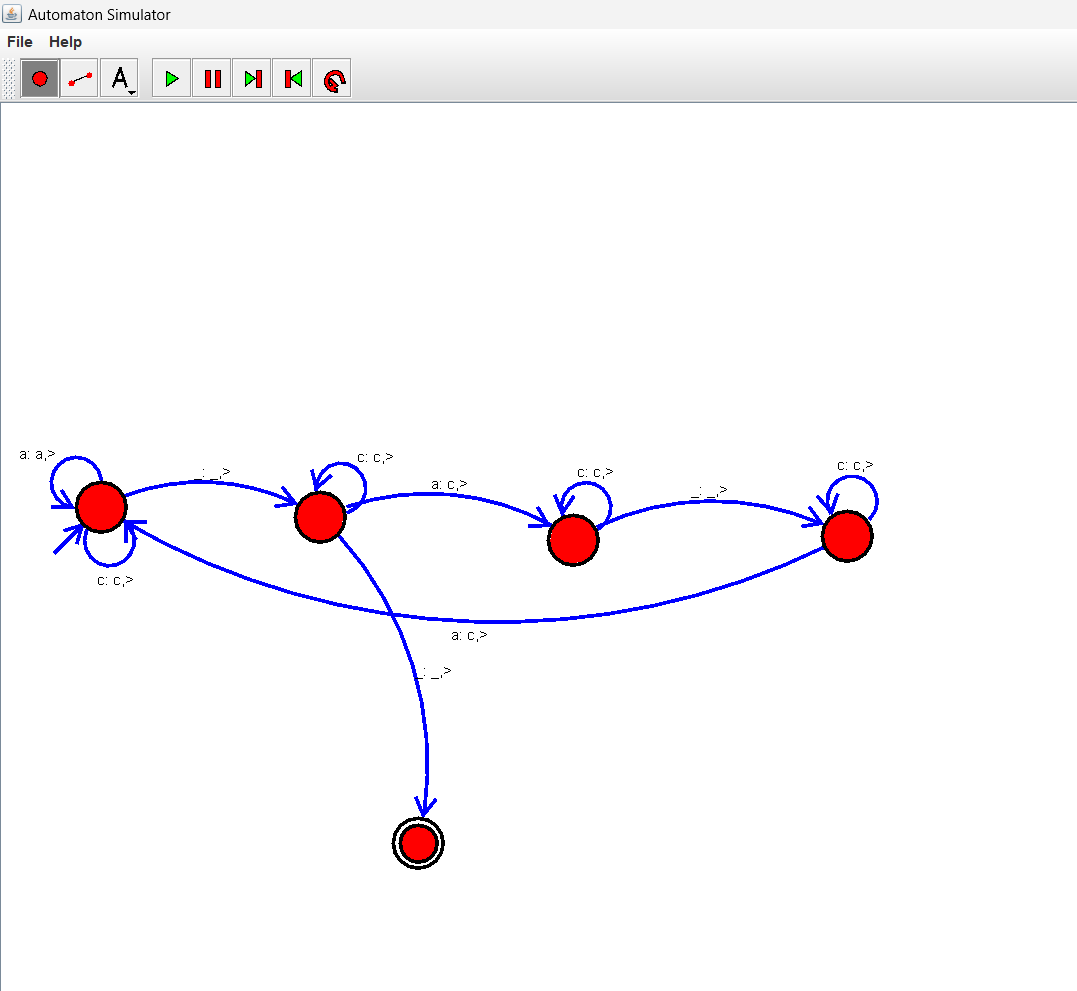 Automaton Simulator
File Help
A
a: a,>
_: _,>
c: c,>
a: c,>
c: c,>
_: _,>
c: c,>
c: c,>
a: c,>
_: _,>